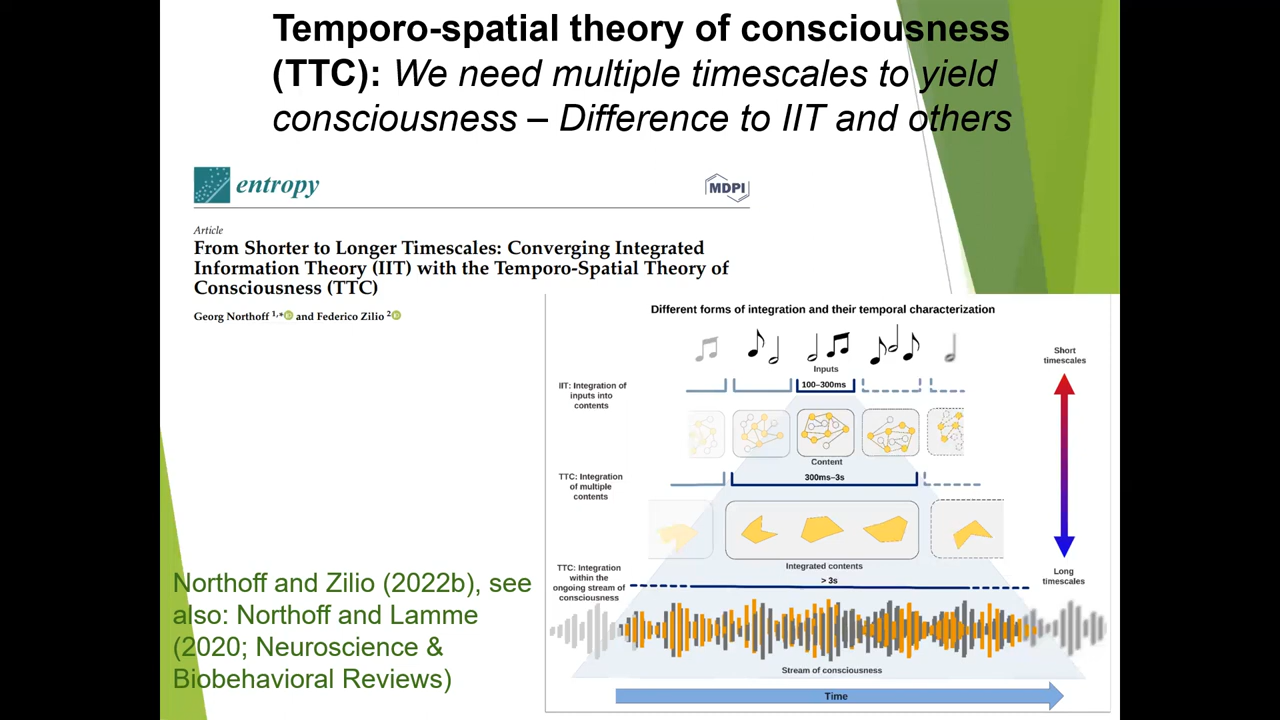 Temporo-spatial theory of consciousness
(TTC): We need multiple timescales to yield
consciousness – Difference to IIT and others
entropy
MDPI
Article
From Shorter to Longer Timescales: Converging Integrated
Information Theory (IIT) with the Temporo-Spatial Theory of
Consciousness (TTC)
Georg Northoff 1,* and Federico Zilio 2
Different forms of integration and their temporal characterization
Inputs
IIT: Integration of
inputs into
contents
100–300ms
Content
TTC: Integration
of multiple
contents
300ms–3s
Integrated contents
TTC: Integration
within the
ongoing stream of
consciousness
> 3s
Stream of consciousness
Time
Short
timescales
Long
timescales
Northoff and Zilio (2022b), see
also: Northoff and Lamme
(2020; Neuroscience &
Biobehavioral Reviews)